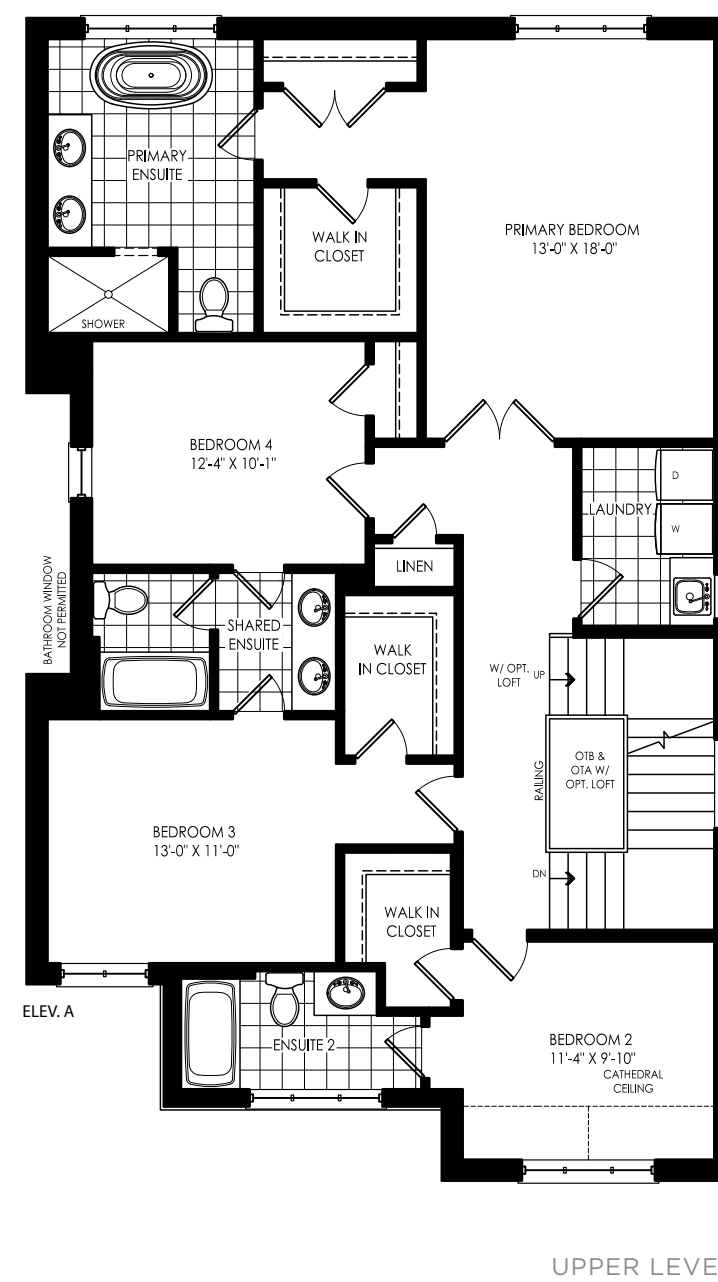 PRIMARY
ENSUITE
WALK IN
CLOSET
PRIMARY BEDROOM
13'-0" X 18'-0"
SHOWER
BEDROOM 4
12'-4" X 10'-1"
D
LAUNDRY
W
LINEN
BATHROOM WINDOW
NOT PERMITTED
SHARED
ENSUITE
WALK
IN CLOSET
W/ OPT.
LOFT
UP
RAILING
OTB &
OTA W/
OPT. LOFT
BEDROOM 3
13'-0" X 11'-0"
DN
WALK IN
CLOSET
ELEV. A
ENSUITE 2
BEDROOM 2
11'-4" X 9'-10"
CATHEDRAL
CEILING
UPPER LEVE